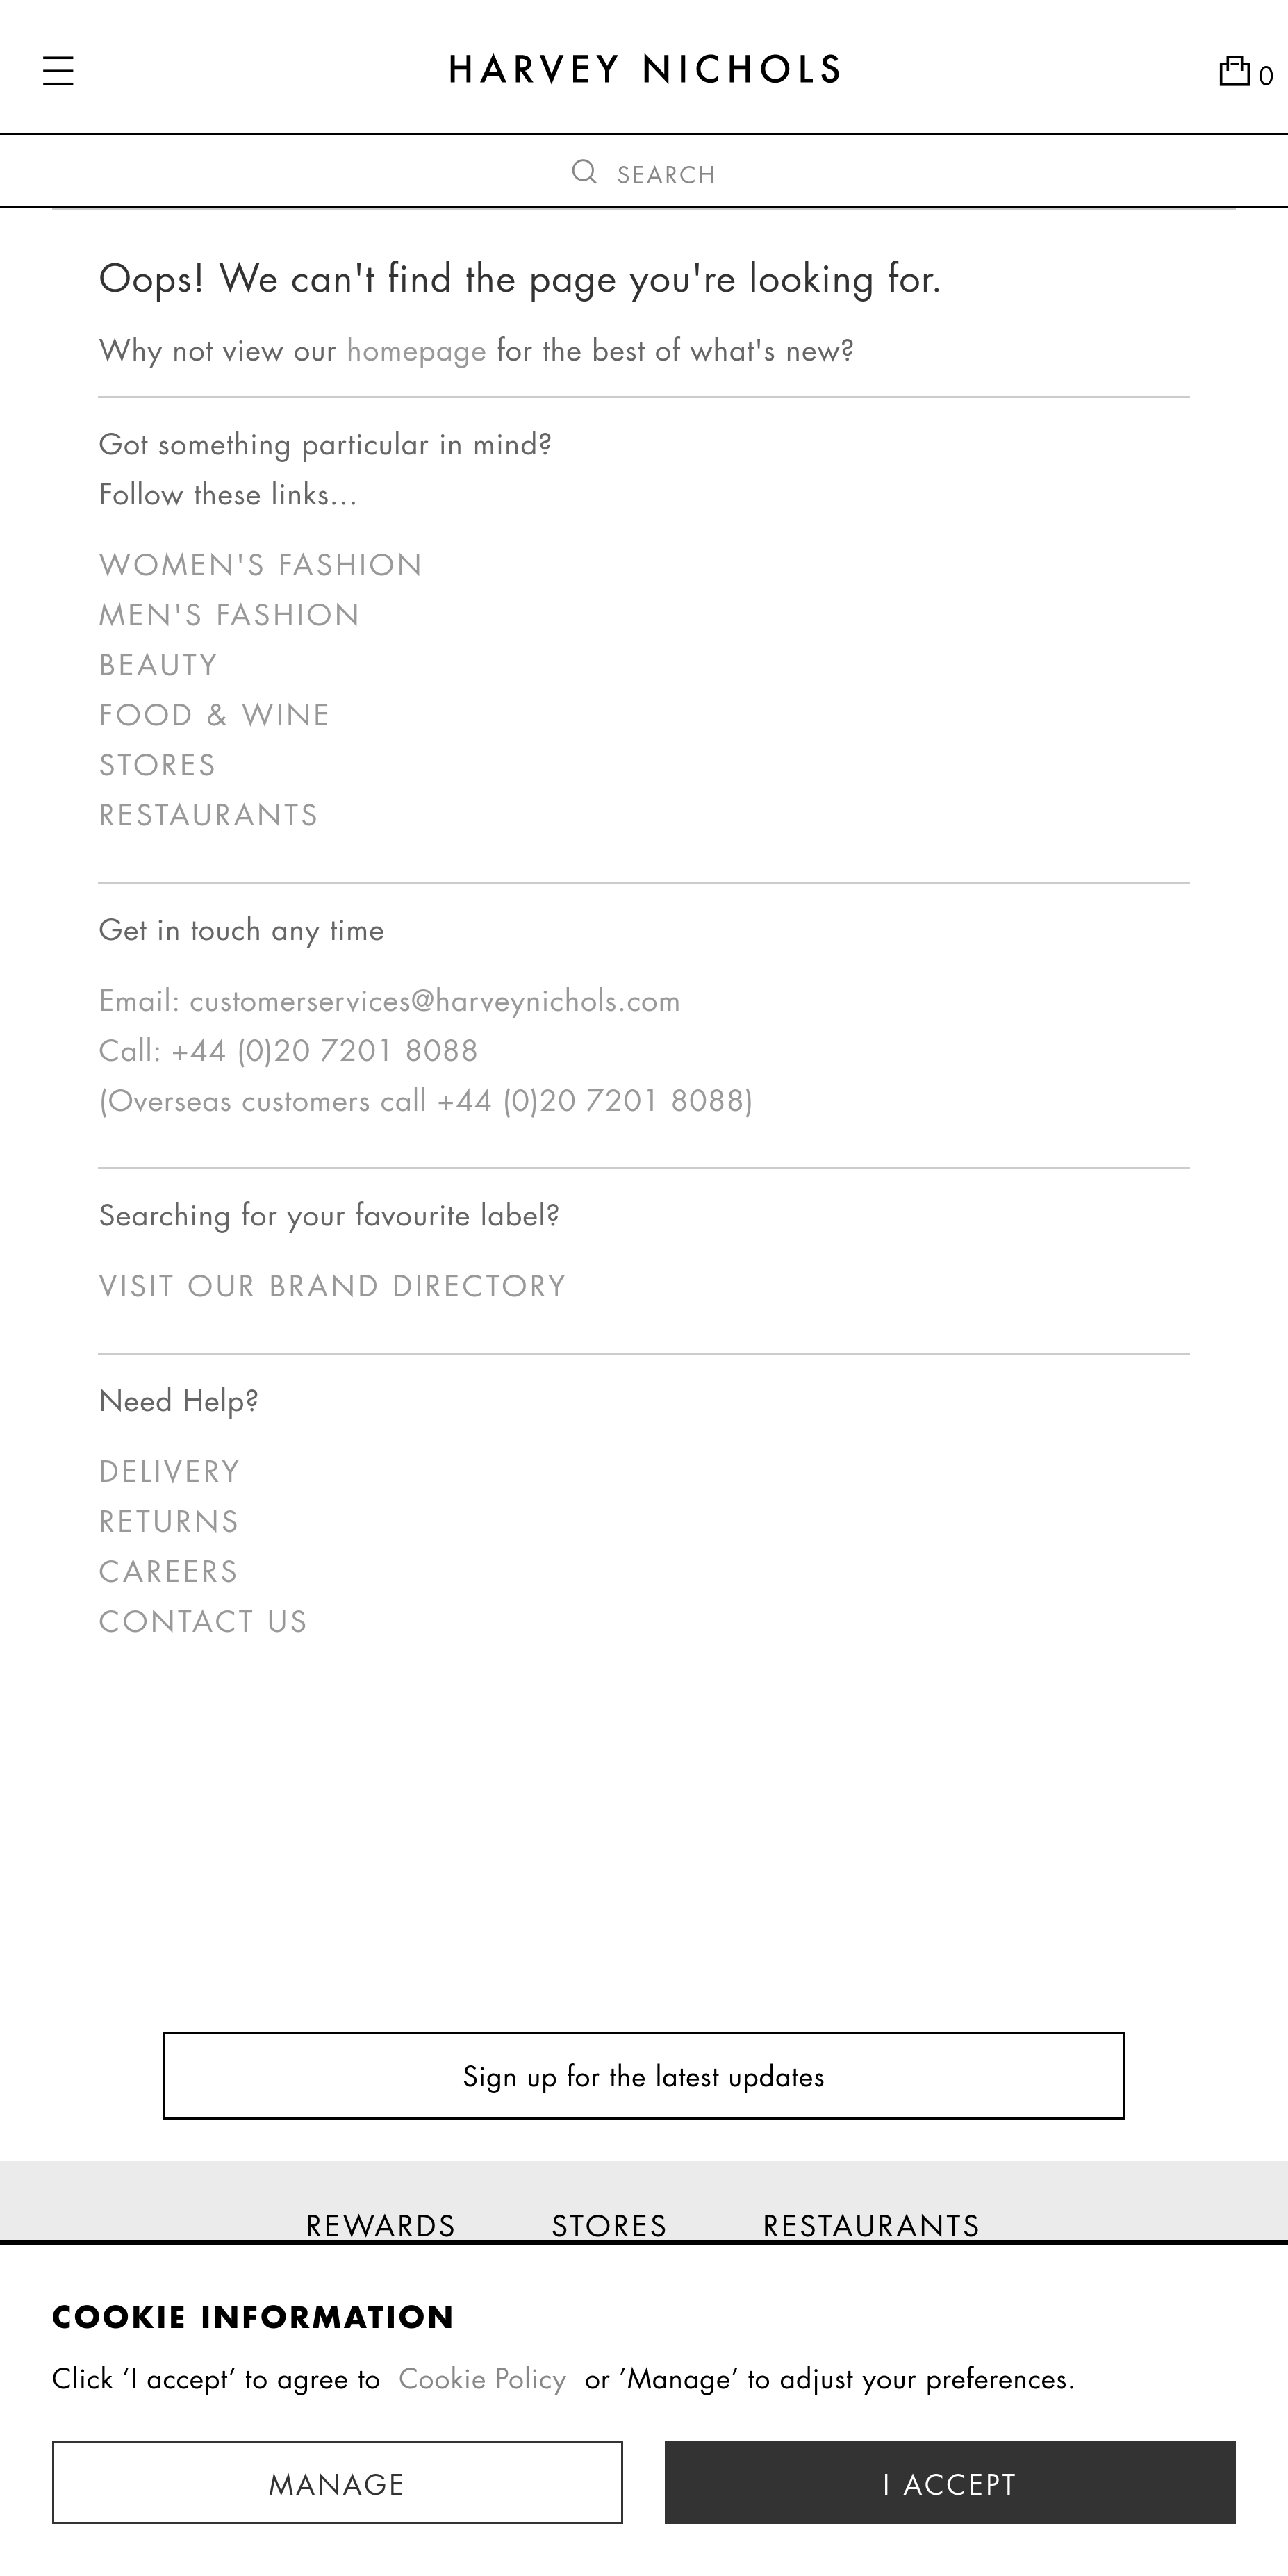 HARVEY NICHOLS
0
SEARCH
Oops! We can't find the page you're looking for.
Why not view our homepage for the best of what's new?
Got something particular in mind?
Follow these links...
WOMEN'S FASHION
MEN'S FASHION
BEAUTY
FOOD & WINE
STORES
RESTAURANTS
Get in touch any time
Email: customerservices@harveynichols.com
Call: +44 (0)20 7201 8088
(Overseas customers call +44 (0)20 7201 8088)
Searching for your favourite label?
VISIT OUR BRAND DIRECTORY
Need Help?
DELIVERY
RETURNS
CAREERS
CONTACT US
Sign up for the latest updates
REWARDS STORES RESTAURANTS
COOKIE INFORMATION
Click ‘I accept’ to agree to Cookie Policy or ’Manage’ to adjust your preferences.
MANAGE I ACCEPT